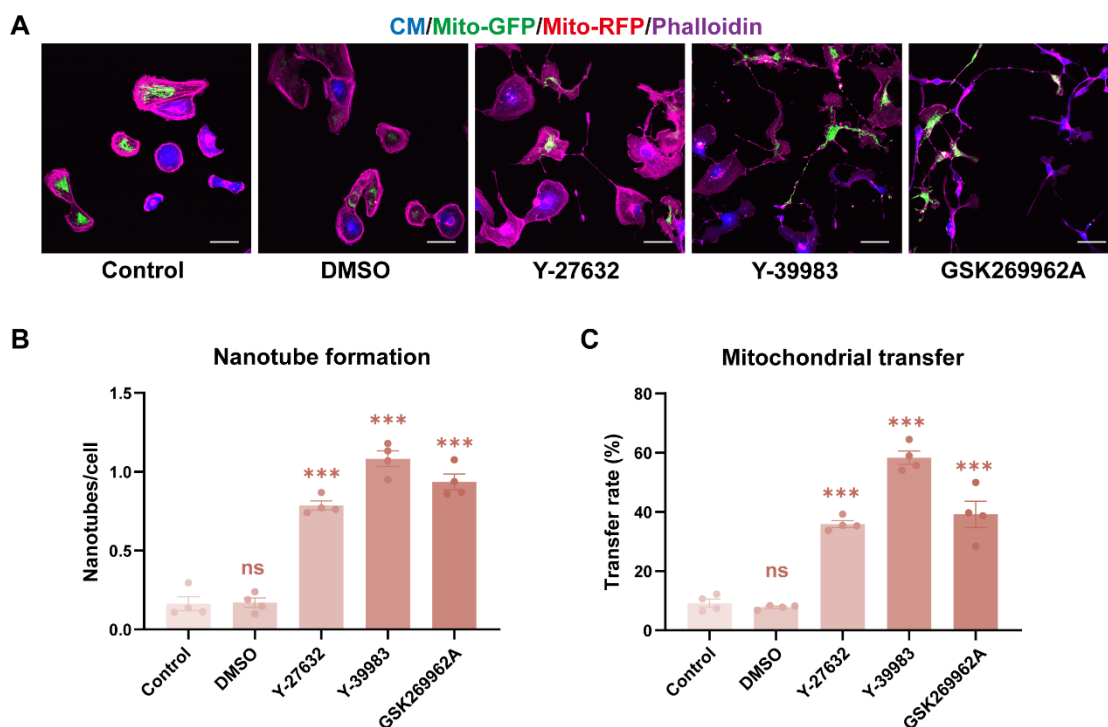 A
CM/Mito-GFP/Mito-RFP/Phalloidin
Control
DMSO
Y-27632
Y-39983
GSK269962A
B
Nanotube formation
Nanotubes/cell
1.5
1.0
0.5
0.0
ns
***
***
***
Control
DMSO
Y-27632
Y-39983
GSK269962A
C
Mitochondrial transfer
Transfer rate (%)
80
60
40
20
0
ns
***
***
***
Control
DMSO
Y-27632
Y-39983
GSK269962A